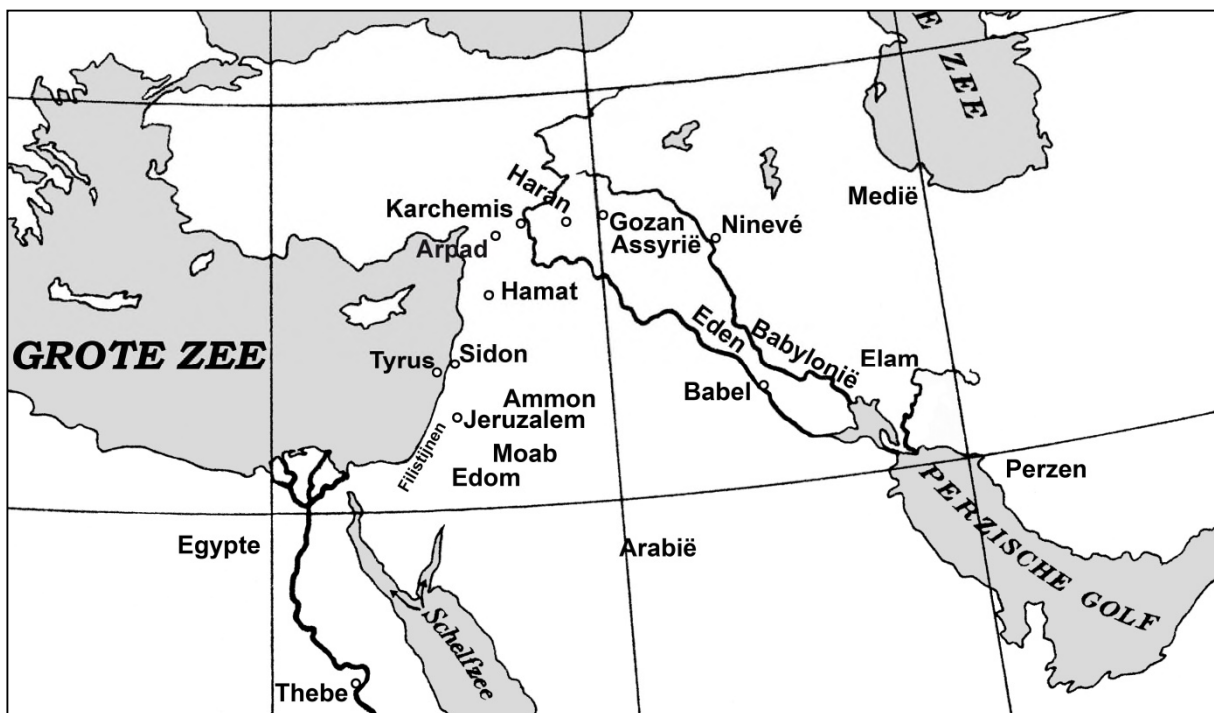 E ZEE
Medië
Haran
Karchemis
Gozan
Ninevé
Arpad
Assyrië
Hamat
GROTE ZEE
Eden
Babylonië
Elam
Tyrus
Sidon
Babel
Ammon
Jeruzalem
Filistijnen
Moab
Edom
Perzen
PERZISCHE GOLF
Egypte
Arabië
Schelfzee
Thebe